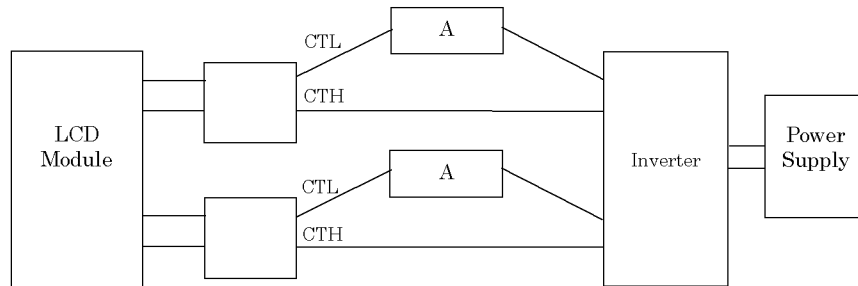 A
CTL
CTH
LCD
Module
Inverter
Power
Supply
A
CTL
CTH